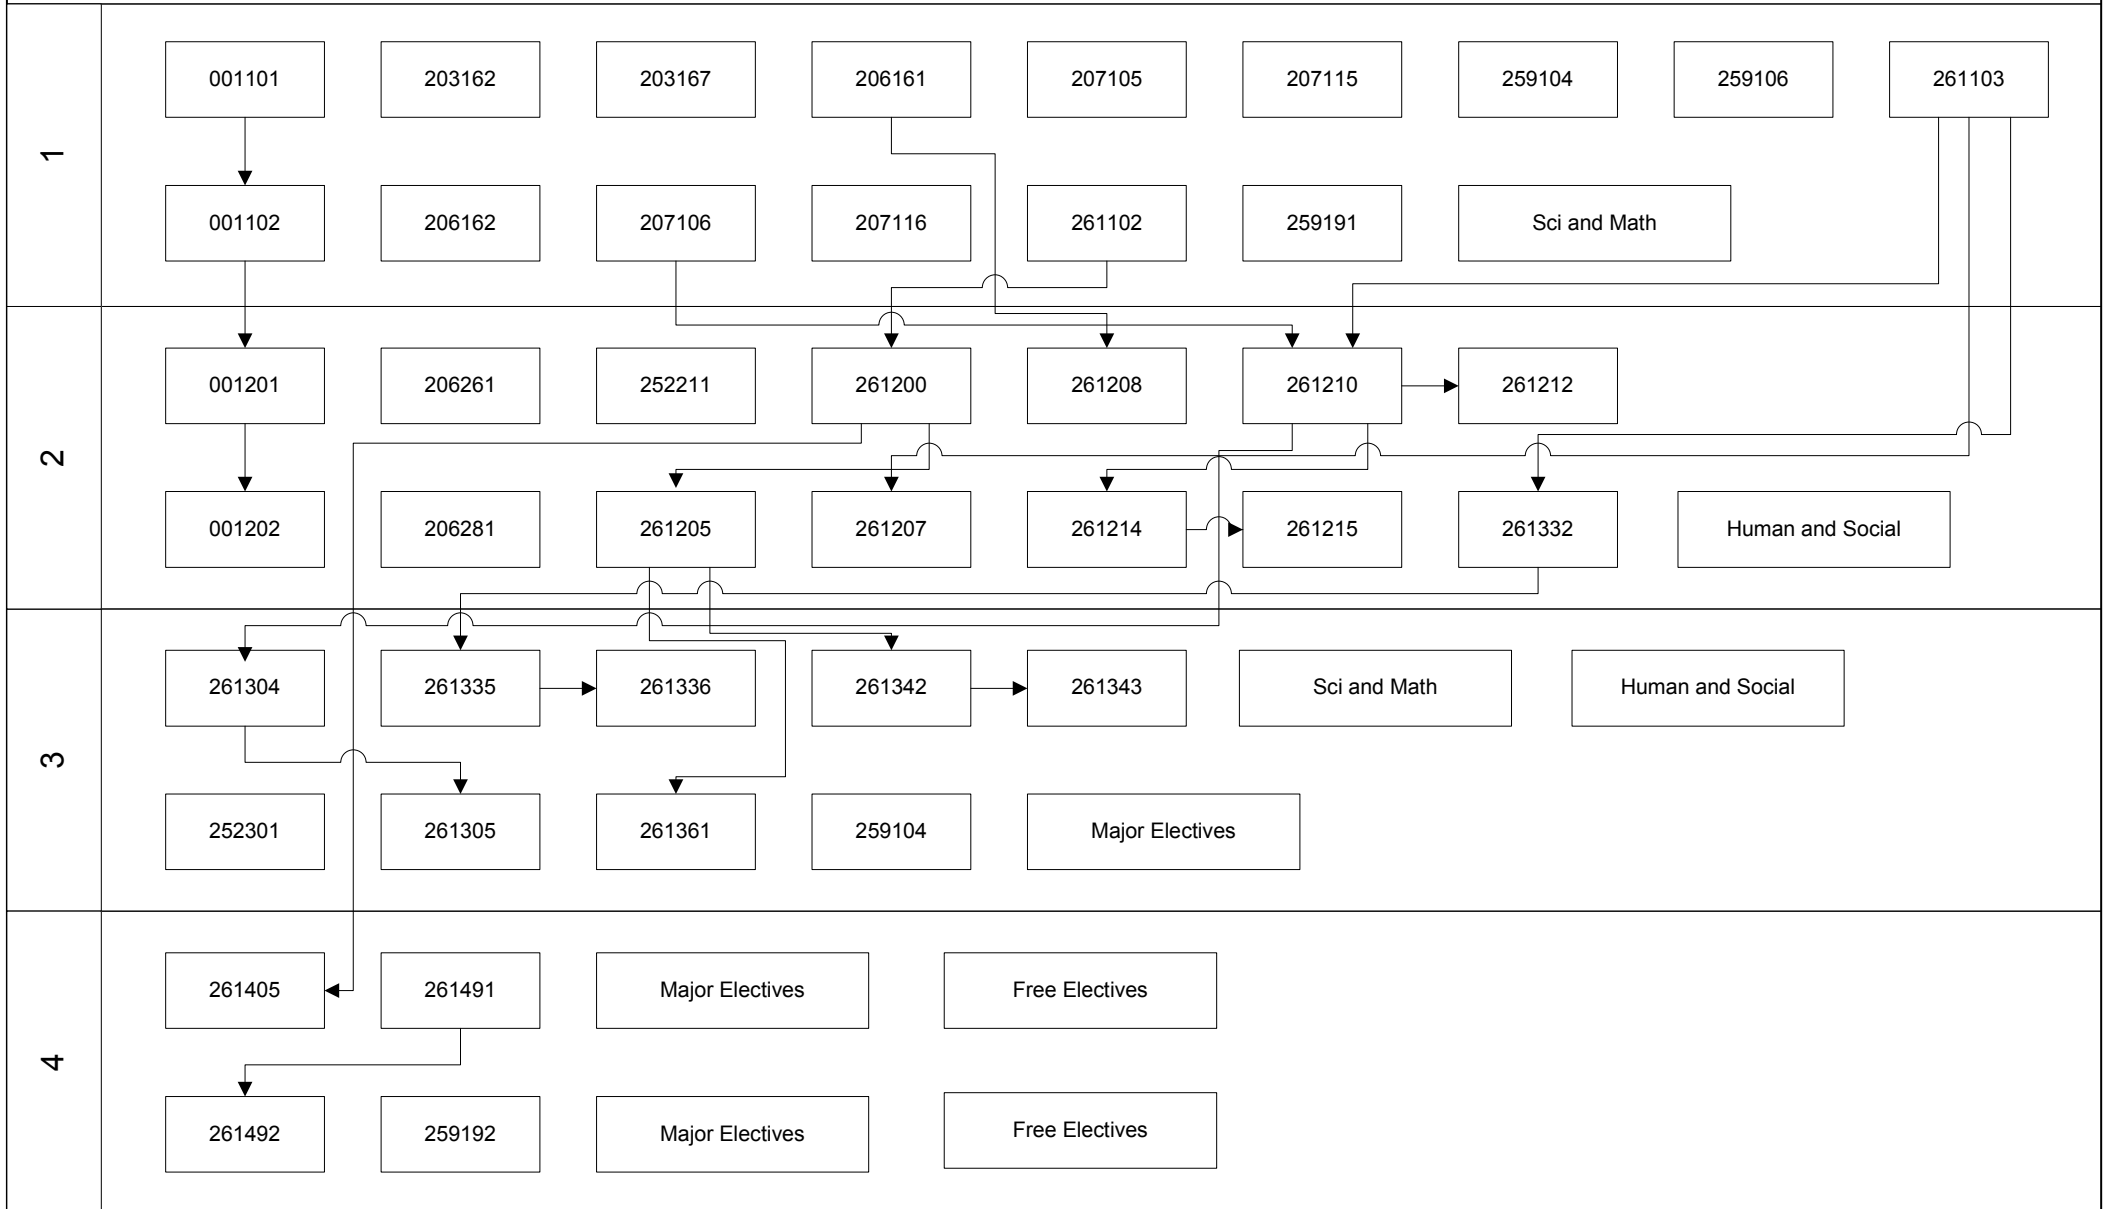 1
001101 203162 203167 206161 207105 207115 259104 259106 261103
001102 206162 207106 207116 261102 259191 Sci and Math
2
001201 206261 252211 261200 261208 261210 261212
001202 206281 261205 261207 261214 261215 261332 Human and Social
3
261304 261335 261336 261342 261343 Sci and Math Human and Social
252301 261305 261361 259104 Major Electives
4
261405 261491 Major Electives Free Electives
261492 259192 Major Electives Free Electives